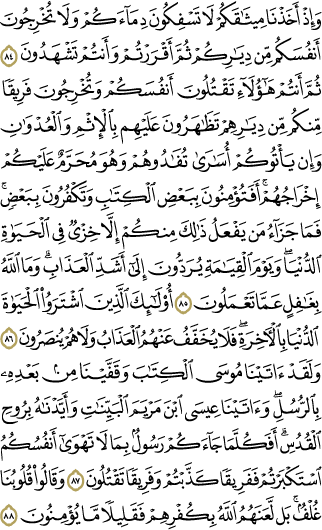 وَإِذْ أَخَذْنَا مِيثَٰقَكُمْ لَا تَسْفِكُونَ دِمَآءَكُمْ وَلَا تُخْرِجُونَ
أَنفُسَكُم مِّن دِيَٰرِكُمْ ثُمَّ أَقْرَرْتُمْ وَأَنتُمْ تَشْهَدُونَ ٨٤
ثُمَّ أَنتُمْ هَٰٓؤُلَآءِ تَقْتُلُونَ أَنفُسَكُمْ وَتُخْرِجُونَ فَرِيقًا
مِّنكُم مِّن دِيَٰرِهِمْ تَظَٰهَرُونَ عَلَيْهِم بِٱلْإِثْمِ وَٱلْعُدْوَٰنِ
وَإِن يَأْتُوكُمْ أُسَٰرَىٰ تُفَٰدُوهُمْ وَهُوَ مُحَرَّمٌ عَلَيْكُمْ
إِخْرَاجُهُمْ ۚ أَفَتُؤْمِنُونَ بِبَعْضِ ٱلْكِتَٰبِ وَتَكْفُرُونَ بِبَعْضٍ ۚ
فَمَا جَزَآءُ مَن يَفْعَلُ ذَٰلِكَ مِنكُمْ إِلَّا خِزْىٌ فِى ٱلْحَيَوٰةِ
ٱلدُّنْيَا ۖ وَيَوْمَ ٱلْقِيَٰمَةِ يُرَدُّونَ إِلَىٰٓ أَشَدِّ ٱلْعَذَابِ ۗ وَمَا ٱللَّهُ
بِغَٰفِلٍ عَمَّا تَعْمَلُونَ ٨٥ أُو۟لَٰٓئِكَ ٱلَّذِينَ ٱشْتَرَوُا۟ ٱلْحَيَوٰةَ
ٱلدُّنْيَا بِٱلْءَاخِرَةِ ۖ فَلَا يُخَفَّفُ عَنْهُمُ ٱلْعَذَابُ وَلَا هُمْ يُنصَرُونَ ٨٦
وَلَقَدْ ءَاتَيْنَا مُوسَى ٱلْكِتَٰبَ وَقَفَّيْنَا مِنۢ بَعْدِهِۦ
بِٱلرُّسُلِ ۖ وَءَاتَيْنَا عِيسَى ٱبْنَ مَرْيَمَ ٱلْبَيِّنَٰتِ وَأَيَّدْنَٰهُ بِرُوحِ
ٱلْقُدُسِ ۗ أَفَكُلَّمَا جَآءَكُمْ رَسُولٌۢ بِمَا لَا تَهْوَىٰٓ أَنفُسُكُمُ
ٱسْتَكْبَرْتُمْ فَفَرِيقًا كَذَّبْتُمْ وَفَرِيقًا تَقْتُلُونَ ٨٧ وَقَالُوا۟ قُلُوبُنَا
غُلْفٌۢ ۚ بَل لَّعَنَهُمُ ٱللَّهُ بِكُفْرِهِمْ فَقَلِيلًا مَّا يُؤْمِنُونَ ٨٨